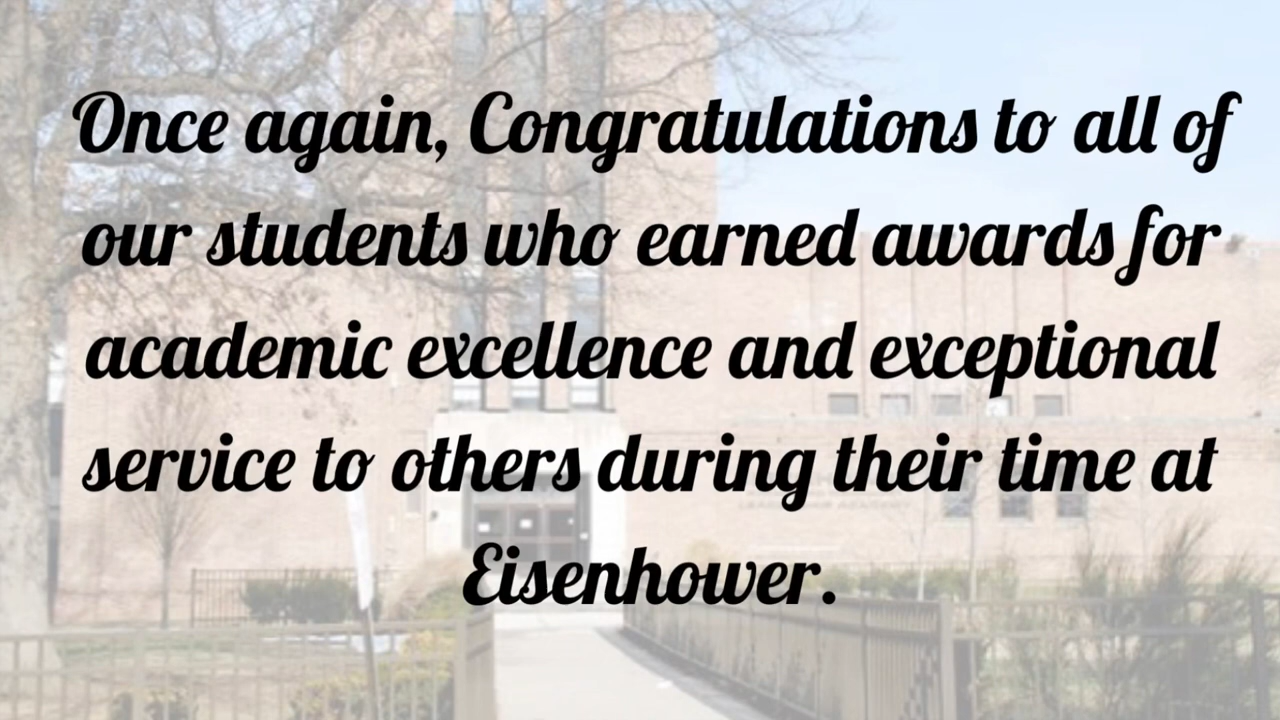 Once again, Congratulations to all of
our students who earned awards for
academic excellence and exceptional
service to others during their time at
Eisenhower.